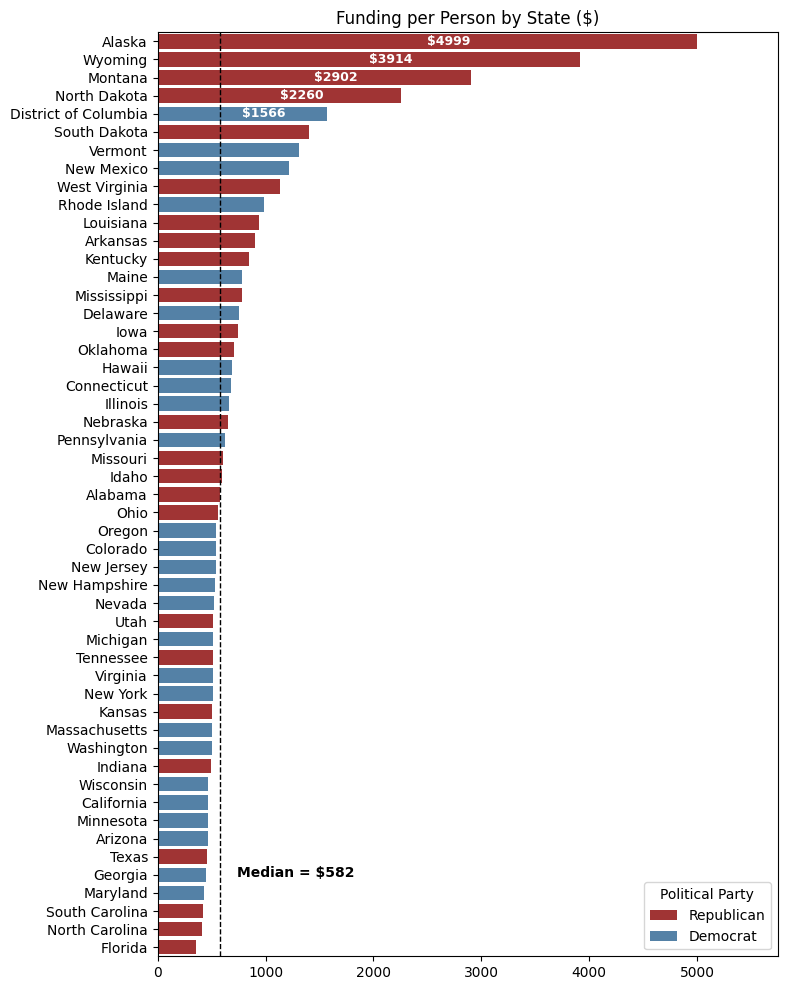 Funding per Person by State ($)
Alaska
$4999
Wyoming
$3914
Montana
$2902
North Dakota
$2260
District of Columbia
$1566
South Dakota
Vermont
New Mexico
West Virginia
Rhode Island
Louisiana
Arkansas
Kentucky
Maine
Mississippi
Delaware
Iowa
Oklahoma
Hawaii
Connecticut
Illinois
Nebraska
Pennsylvania
Missouri
Idaho
Alabama
Ohio
Oregon
Colorado
New Jersey
New Hampshire
Nevada
Utah
Michigan
Tennessee
Virginia
New York
Kansas
Massachusetts
Washington
Indiana
Wisconsin
California
Minnesota
Arizona
Texas
Georgia
Median = $582
Maryland
South Carolina
North Carolina
Florida
Political Party
Republican
Democrat
0 1000 2000 3000 4000 5000